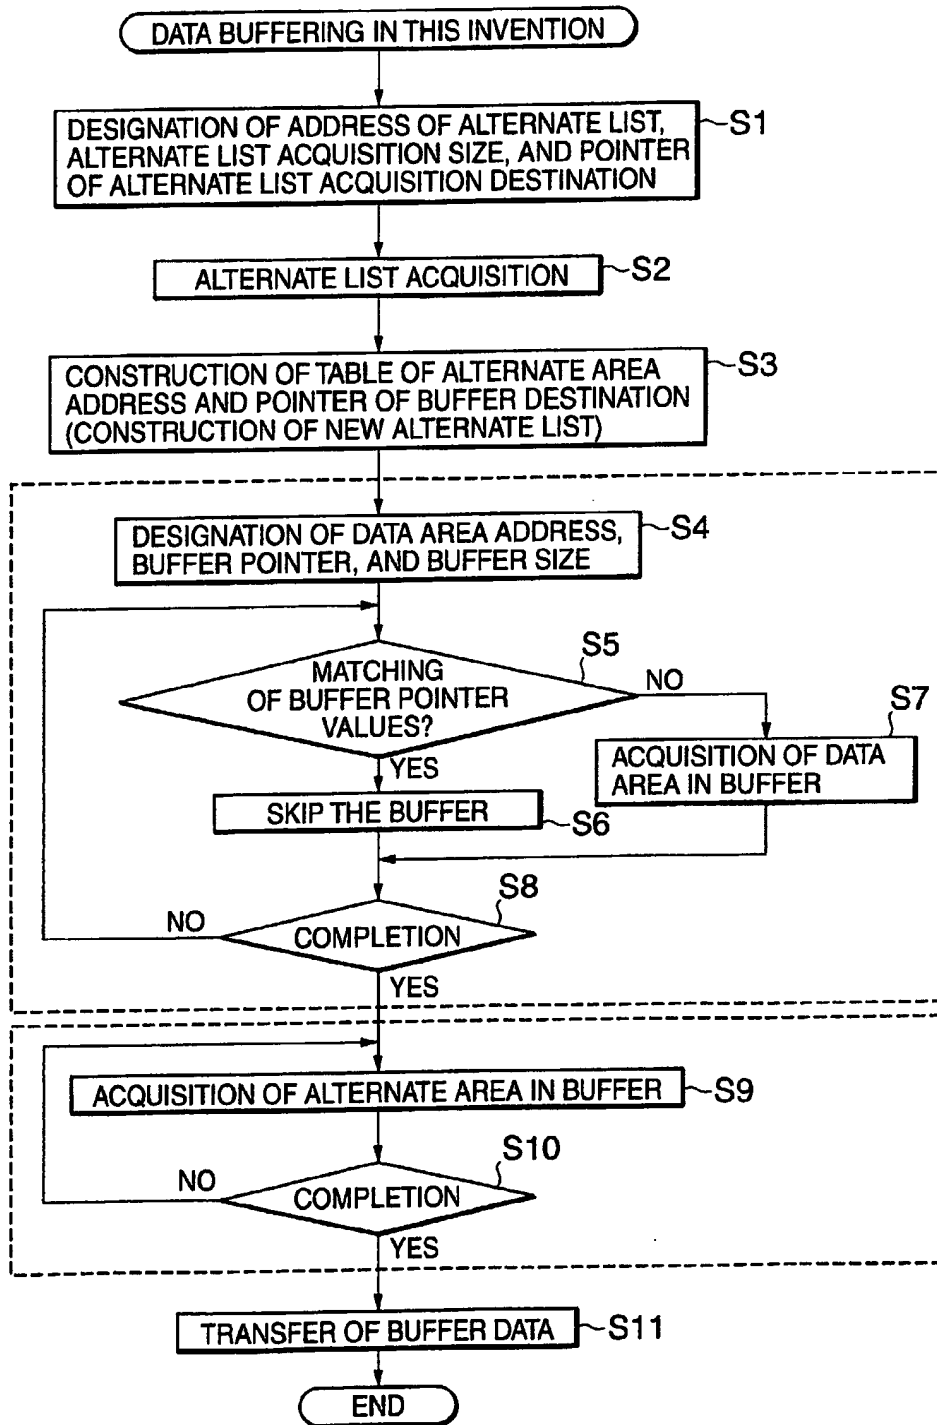 DATA BUFFERING IN THIS INVENTION
DESIGNATION OF ADDRESS OF ALTERNATE LIST,
ALTERNATE LIST ACQUISITION SIZE, AND POINTER
OF ALTERNATE LIST ACQUISITION DESTINATION
S1
ALTERNATE LIST ACQUISITION
S2
CONSTRUCTION OF TABLE OF ALTERNATE AREA
ADDRESS AND POINTER OF BUFFER DESTINATION
(CONSTRUCTION OF NEW ALTERNATE LIST)
S3
DESIGNATION OF DATA AREA ADDRESS,
BUFFER POINTER, AND BUFFER SIZE
S4
MATCHING
OF BUFFER POINTER
VALUES?
S5
NO
YES
ACQUISITION OF DATA
AREA IN BUFFER
S7
SKIP THE BUFFER
S6
COMPLETION
S8
NO
YES
ACQUISITION OF ALTERNATE AREA IN BUFFER
S9
COMPLETION
S10
NO
YES
TRANSFER OF BUFFER DATA
S11
END